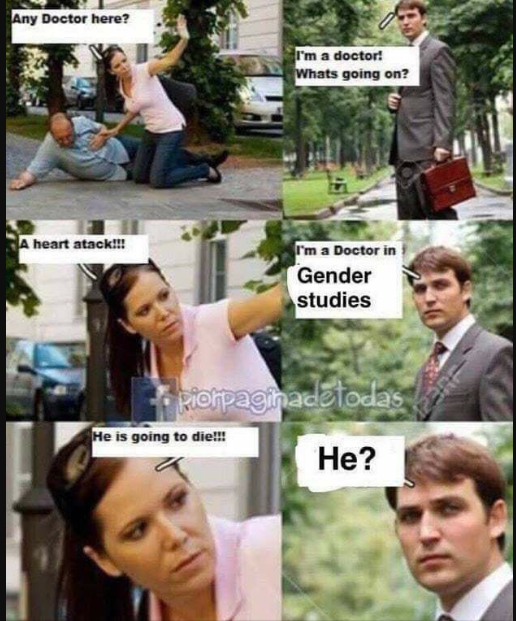 Any Doctor here?
I'm a doctor!
Whats going on?
A heart atack!!!
I'm a Doctor in
Gender
studies
piorpaginadetodas
He is going to die!!!
He?